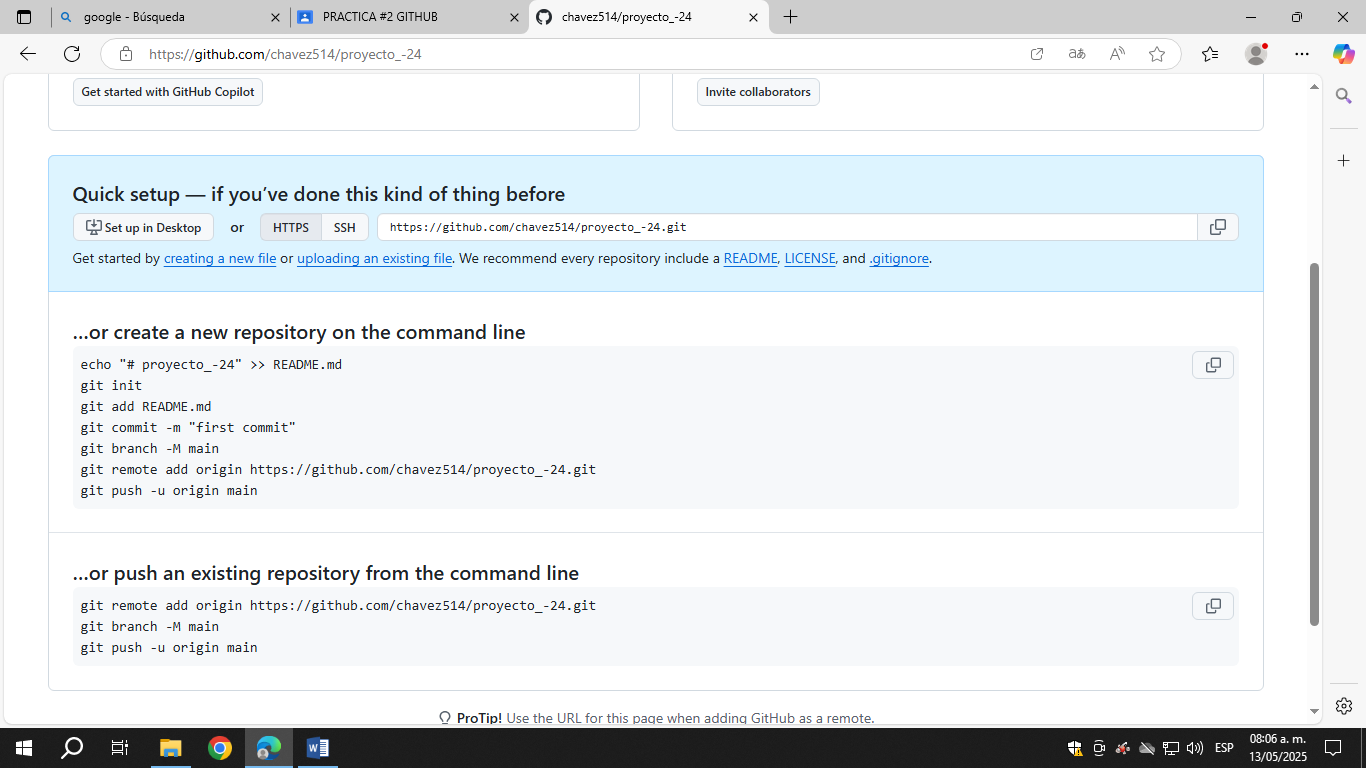 google - Búsqueda
PRACTICA #2 GITHUB
chavez514/proyecto_-24
https://github.com/chavez514/proyecto_-24
Get started with GitHub Copilot
Invite collaborators
Quick setup — if you’ve done this kind of thing before
Set up in Desktop or HTTPS SSH https://github.com/chavez514/proyecto_-24.git
Get started by creating a new file or uploading an existing file. We recommend every repository include a README, LICENSE, and .gitignore.
…or create a new repository on the command line
echo "# proyecto_-24" >> README.md
git init
git add README.md
git commit -m "first commit"
git branch -M main
git remote add origin https://github.com/chavez514/proyecto_-24.git
git push -u origin main
…or push an existing repository from the command line
git remote add origin https://github.com/chavez514/proyecto_-24.git
git branch -M main
git push -u origin main
ProTip! Use the URL for this page when adding GitHub as a remote.
ESP
08:06 a. m.
13/05/2025